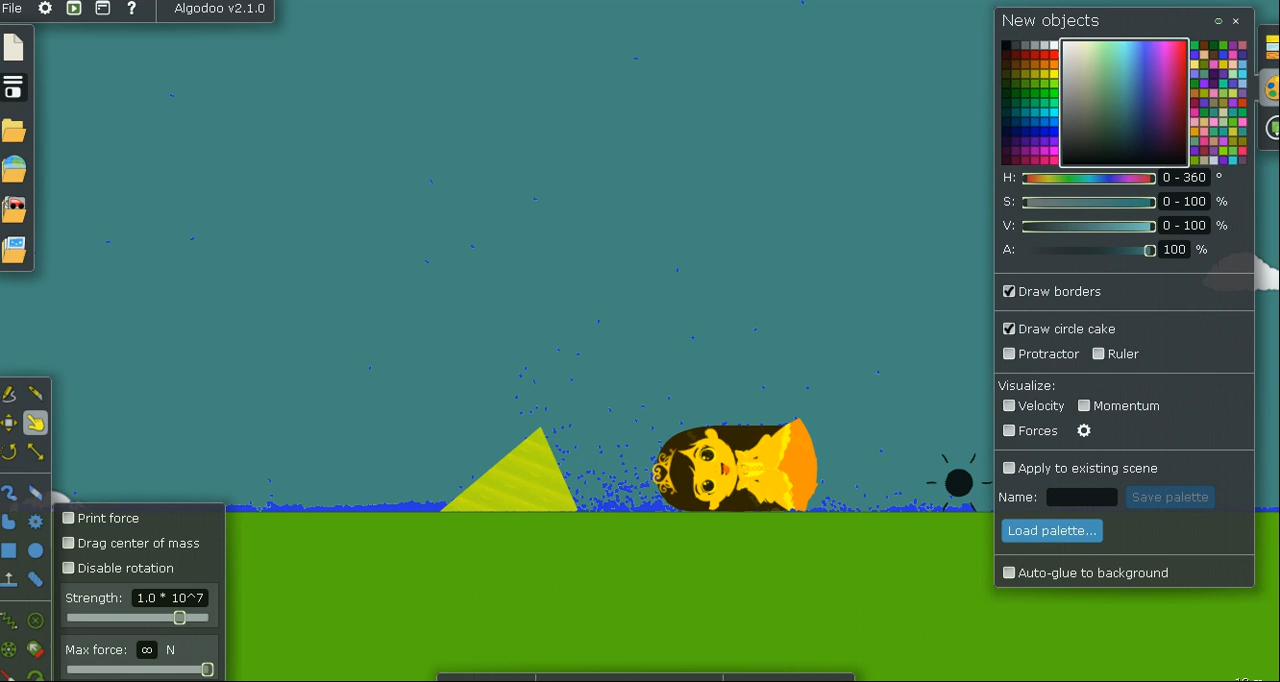 File ? Algodoo v2.1.0
New objects
H: 0 - 360 °
S: 0 - 100 %
V: 0 - 100 %
A: 100 %
Draw borders
Draw circle cake
Protractor Ruler
Visualize:
Velocity Momentum
Forces
Apply to existing scene
Name: Save palette
Load palette...
Auto-glue to background
Print force
Drag center of mass
Disable rotation
Strength: 1.0 * 10^7
Max force: ∞ N